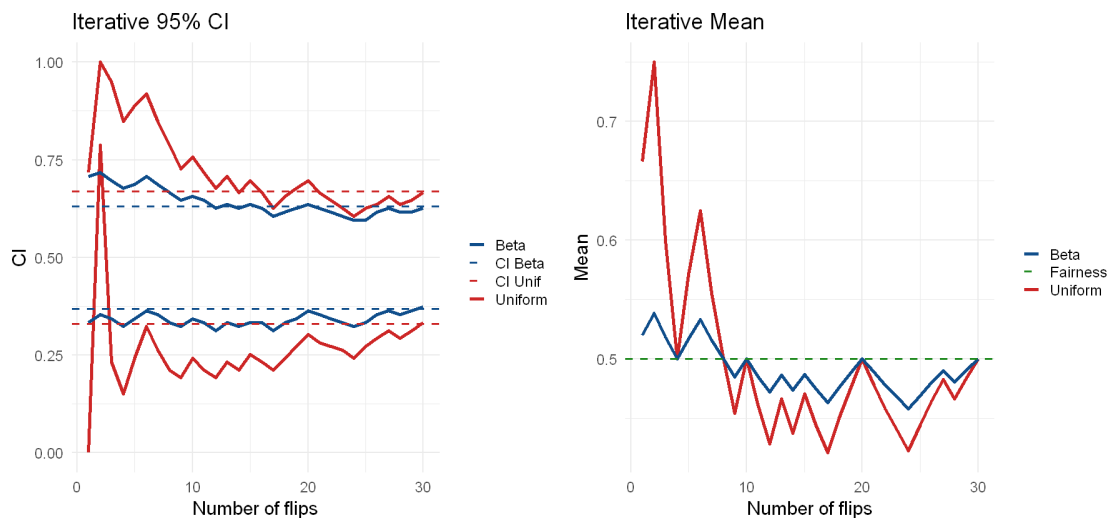 Iterative 95% CI
1.00
0.75
0.50
0.25
0.00
CI
0
10
20
30
Number of flips
Beta
CI Beta
CI Unif
Uniform
Iterative Mean
0.7
0.6
0.5
Mean
0
10
20
30
Number of flips
Beta
Fairness
Uniform